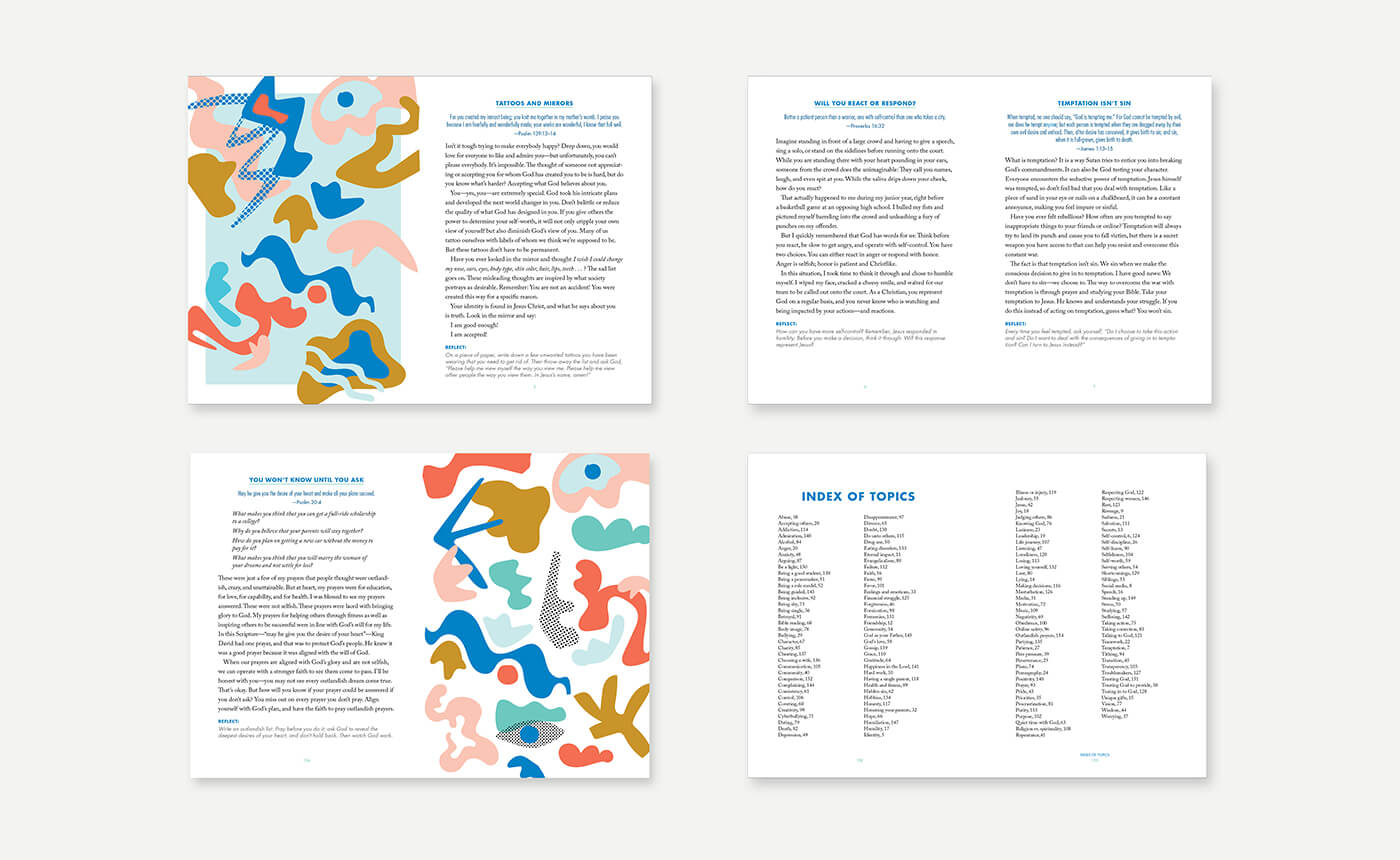 TATTOOS AND MIRRORS
For you created my inmost being; you knit me together in my mother's womb. I praise you
because I am fearfully and wonderfully made; your works are wonderful, I know that full well.
—Psalm 139:13–14
Isn't it tough trying to make everybody happy? Deep down, you would
love for everyone to like and admire you—but unfortunately, you can't
please everybody. It's impossible. The thought of someone not appreciat-
ing or accepting you for whom God has created you to be is hard, but do
you know what's harder? Accepting what God believes about you.
You—yes, you—are extremely special. God took his intricate plans
and developed the next world changer in you. Don't belittle or reduce
the quality of what God has designed in you. If you give others the
power to determine your self-worth, it will not only cripple your own
view of yourself but also diminish God's view of you. Many of us
tattoo ourselves with labels of whom we think we're supposed to be.
But these tattoos don't have to be permanent.
Have you ever looked in the mirror and thought I wish I could change
my nose, ears, eyes, body type, skin color, hair, lips, teeth . . . ? The sad list
goes on. These misleading thoughts are inspired by what society
portrays as desirable. Remember: You are not an accident! You were
created this way for a specific reason.
Your identity is found in Jesus Christ, and what he says about you
is truth. Look in the mirror and say:
I am good enough!
I am accepted!
REFLECT:
On a piece of paper, write down a few unwanted tattoos you have been
wearing that you need to get rid of. Then throw away the list and ask God,
"Please help me view myself the way you view me. Please help me view
other people the way you view them. In Jesus's name, amen!"
5
WILL YOU REACT OR RESPOND?
Better a patient person than a warrior, one with self-control than one who takes a city.
—Proverbs 16:32
Imagine standing in front of a large crowd and having to give a speech,
sing a solo, or stand on the sidelines before running onto the court.
While you are standing there with your heart pounding in your ears,
someone from the crowd does the unimaginable: They call you names,
laugh, and even spit at you. While the saliva drips down your cheek,
how do you react?
That actually happened to me during my junior year, right before
a basketball game at an opposing high school. I balled my fists and
pictured myself barreling into the crowd and unleashing a fury of
punches on my offender.
But I quickly remembered that God has words for us: Think before
you react, be slow to get angry, and operate with self-control. You have
two choices. You can either react in anger or respond with honor.
Anger is selfish; honor is patient and Christlike.
In this situation, I took time to think it through and chose to humble
myself. I wiped my face, cracked a cheesy smile, and waited for our
team to be called out onto the court. As a Christian, you represent
God on a regular basis, and you never know who is watching and
being impacted by your actions—and reactions.
REFLECT:
How can you have more self-control? Remember, Jesus responded in
humility. Before you make a decision, think it through: Will this response
represent Jesus?
6
TEMPTATION ISN'T SIN
When tempted, no one should say, "God is tempting me." For God cannot be tempted by evil,
nor does he tempt anyone; but each person is tempted when they are dragged away by their
own evil desire and enticed. Then, after desire has conceived, it gives birth to sin; and sin,
when it is full-grown, gives birth to death.
—James 1:13–15
What is temptation? It is a way Satan tries to entice you into breaking
God's commandments. It can also be God testing your character.
Everyone encounters the seductive power of temptation. Jesus himself
was tempted, so don't feel bad that you deal with temptation. Like a
piece of sand in your eye or nails on a chalkboard, it can be a constant
annoyance, making you feel impure or sinful.
Have you ever felt rebellious? How often are you tempted to say
inappropriate things to your friends or online? Temptation will always
try to land its punch and cause you to fall victim, but there is a secret
weapon you have access to that can help you resist and overcome this
constant war.
The fact is that temptation isn't sin. We sin when we make the
conscious decision to give in to temptation. I have good news: We
don't have to sin—we choose to. The way to overcome the war with
temptation is through prayer and studying your Bible. Take your
temptation to Jesus. He knows and understands your struggle. If you
do this instead of acting on temptation, guess what? You won't sin.
REFLECT:
Every time you feel tempted, ask yourself, "Do I choose to take this action
and sin? Do I want to deal with the consequences of giving in to tempta-
tion? Can I turn to Jesus instead?"
7
YOU WON'T KNOW UNTIL YOU ASK
May he give you the desire of your heart and make all your plans succeed.
—Psalm 20:4
What makes you think that you can get a full-ride scholarship
to a college?
Why do you believe that your parents will stay together?
How do you plan on getting a new car without the money to
pay for it?
What makes you think that you will marry the woman of
your dreams and not settle for less?
These were just a few of my prayers that people thought were outland-
ish, crazy, and unattainable. But at heart, my prayers were for education,
for love, for capability, and for health. I was blessed to see my prayers
answered. These were not selfish. These prayers were laced with bringing
glory to God. My prayers for helping others through fitness as well as
inspiring others to be successful were in line with God's will for my life.
In this Scripture—"may he give you the desire of your heart"—King
David had one prayer, and that was to protect God's people. He knew it
was a good prayer because it was aligned with the will of God.
When our prayers are aligned with God's glory and are not selfish,
we can operate with a stronger faith to see them come to pass. I'll be
honest with you—you may not see every outlandish dream come true.
That's okay. But how will you know if your prayer could be answered if
you don't ask? You miss out on every prayer you don't pray. Align
yourself with God's plan, and have the faith to pray outlandish prayers.
REFLECT:
Write an outlandish list. Pray before you do it; ask God to reveal the
deepest desires of your heart, and don't hold back. Then watch God work.
154
INDEX OF TOPICS
Abuse, 38
Accepting others, 20
Addiction, 114
Admiration, 140
Alcohol, 84
Anger, 20
Anxiety, 48
Arguing, 87
Be a light, 130
Being a good student, 110
Being a peacemaker, 91
Being a role model, 52
Being guided, 143
Being inclusive, 92
Being shy, 73
Being single, 36
Betrayal, 91
Bible reading, 68
Body image, 78
Bullying, 29
Character, 67
Charity, 85
Cheating, 137
Choosing a wife, 136
Communication, 105
Community, 40
Comparison, 132
Complaining, 144
Consistency, 61
Control, 106
Coveting, 60
Creativity, 98
Cyberbullying, 75
Dating, 79
Death, 82
Depression, 49
Disappointment, 97
Divorce, 65
Doubt, 138
Do unto others, 115
Drug use, 50
Eating disorders, 133
Eternal impact, 11
Evangelicalism, 80
Failure, 112
Faith, 56
Fame, 95
Favor, 101
Feelings and emotions, 33
Financial struggle, 125
Forgiveness, 46
Fornication, 98
Freshmen, 131
Friendship, 12
Generosity, 54
God as your Father, 145
God's love, 58
Gossip, 139
Grace, 110
Gratitude, 64
Happiness in the Lord, 141
Hard work, 10
Having a single parent, 118
Health and fitness, 89
Hidden sin, 62
Hobbies, 134
Honesty, 117
Honoring your parents, 32
Hope, 66
Humiliation, 147
Humility, 17
Identity, 5
Illness or injury, 119
Jealousy, 55
Jesus, 42
Joy, 18
Judging others, 86
Knowing God, 76
Laziness, 23
Leadership, 19
Life journey, 107
Listening, 47
Loneliness, 120
Losing, 113
Loving yourself, 132
Lust, 80
Lying, 14
Making decisions, 116
Masturbation, 126
Media, 31
Motivation, 72
Music, 109
Negativity, 69
Obedience, 100
Online safety, 96
Outlandish prayers, 154
Partying, 135
Patience, 27
Peer pressure, 39
Perseverance, 25
Plans, 74
Pornography, 24
Positivity, 148
Prayer, 93
Pride, 43
Priorities, 35
Procrastination, 81
Purity, 111
Purpose, 102
Quiet time with God, 63
Religion vs. spirituality, 108
Repentance, 41
Respecting God, 122
Respecting women, 146
Rest, 123
Revenge, 9
Sadness, 21
Salvation, 111
Secrets, 13
Self-control, 6, 124
Self-discipline, 26
Self-harm, 90
Selfishness, 104
Self-worth, 59
Serving others, 54
Shortcomings, 129
Siblings, 53
Social media, 8
Speech, 16
Standing up, 149
Stress, 70
Studying, 57
Suffering, 142
Taking action, 75
Taking correction, 83
Talking to God, 121
Teamwork, 22
Temptation, 7
Tithing, 94
Transition, 45
Transparency, 103
Troublemakers, 127
Trusting God, 151
Trusting God to provide, 30
Tuning in to God, 128
Unique gifts, 15
Vision, 77
Wisdom, 44
Worrying, 37
INDEX OF TOPICS